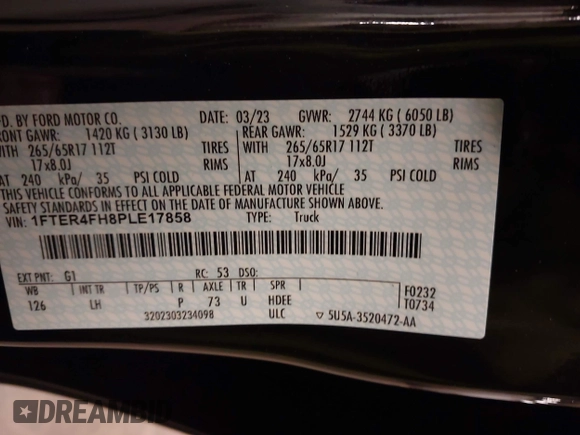 FD. BY FORD MOTOR CO. DATE: 03/23 GVWR: 2744 KG ( 6050 LB)
FRONT GAWR: 1420 KG ( 3130 LB) REAR GAWR: 1529 KG ( 3370 LB)
WITH 265/65R17 112T TIRES WITH 265/65R17 112T TIRES
17x8.0J RIMS 17x8.0J RIMS
AT 240 kPa/ 35 PSI COLD AT 240 kPa/ 35 PSI COLD
THIS VEHICLE CONFORMS TO ALL APPLICABLE FEDERAL MOTOR VEHICLE
SAFETY STANDARDS IN EFFECT ON THE DATE OF MANUFACTURE SHOWN ABOVE.
VIN: 1FTER4FH8PLE17858 TYPE: Truck
EXT PNT: G1 RC: 53 DSO:
WB INT TR TP/PS R AXLE TR SPR
126 LH P 73 U HDEE
ULC
F0232
T0734
3202303234098
▽ 5U5A-3520472-AA
DREAMBID